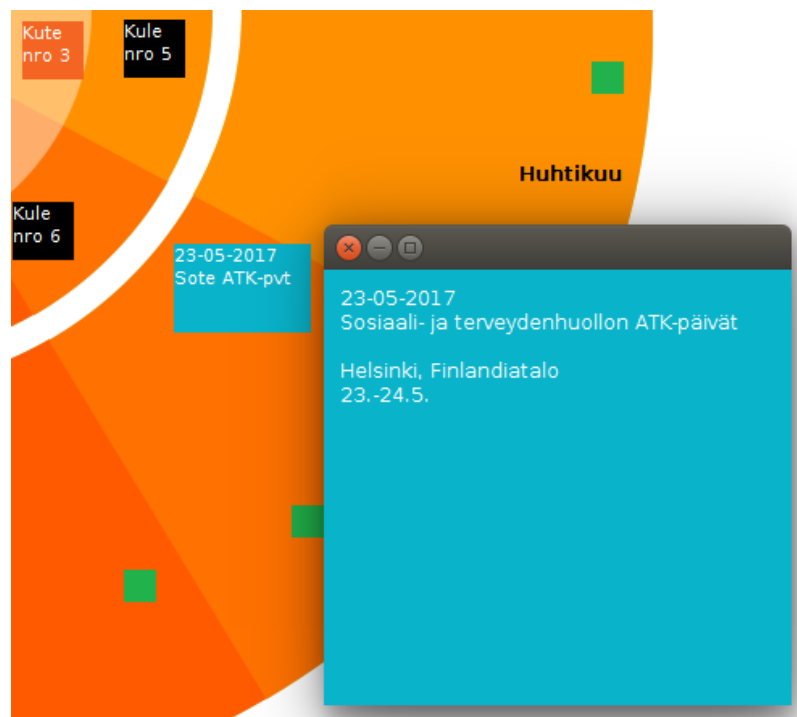 Kute
nro 3
Kule
nro 5
Huhtikuu
Kule
nro 6
23-05-2017
Sote ATK-pvt
23-05-2017
Sosiaali- ja terveydenhuollon ATK-päivät
Helsinki, Finlandiatalo
23.-24.5.